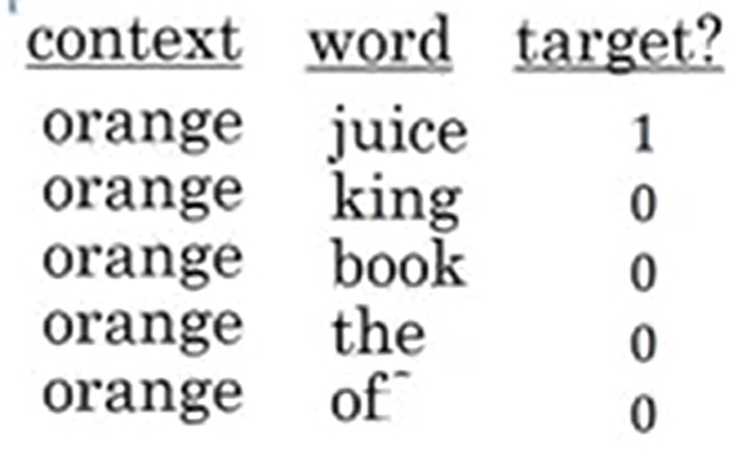 context word target?
orange juice 1
orange king 0
orange book 0
orange the 0
orange of 0